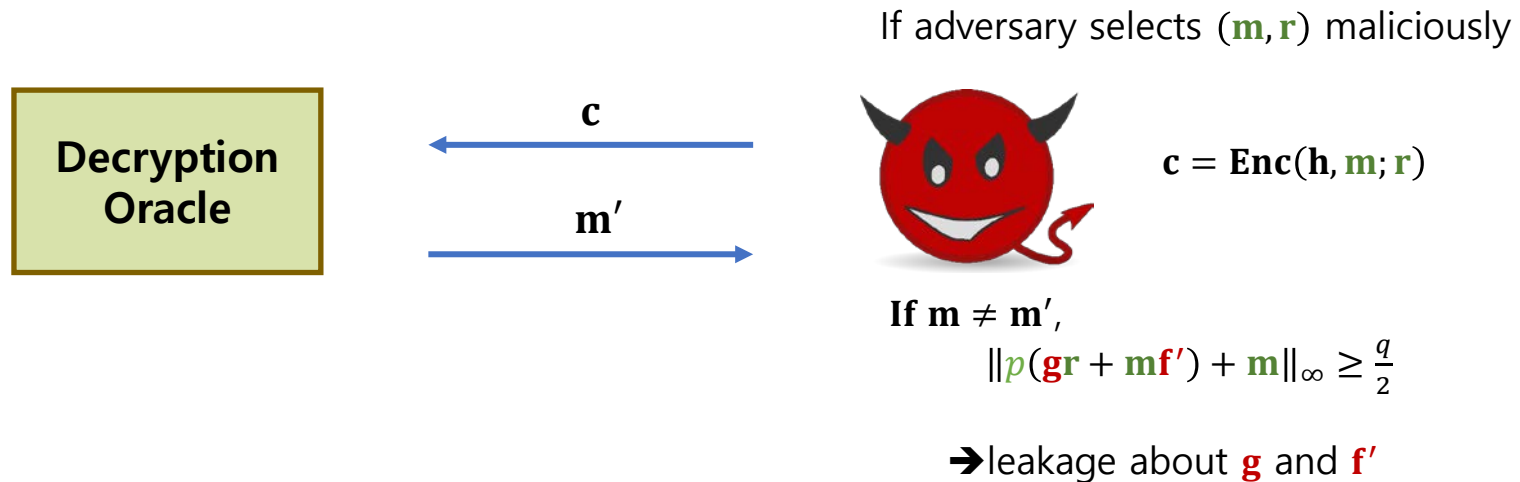 If adversary selects (m, r) maliciously
Decryption
Oracle
c
m′
c = Enc(h, m; r)
If m ≠ m′,
‖p(gr + mf′) + m‖∞ ≥ q/2
➔leakage about g and f′